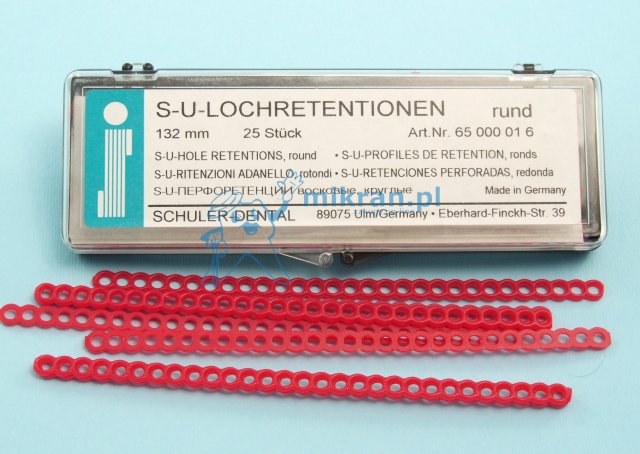 S-U-LOCHRETENTIONEN rund
132 mm 25 Stück Art.Nr. 65 000 01 6
S-U-HOLE RETENTIONS, round • S-U-PROFILES DE RETENTION, ronds
S-U-RITENZIONI ADANELLO, rotondi • S-U-RETENCIONES PERFORADAS, redonda
S-U-ПЕРФОРЕТЕНЦИИ восковые, круглые Made in Germany
mikran.pl
SCHULER-DENTAL 89075 Ulm/Germany • Eberhard-Finckh-Str. 39